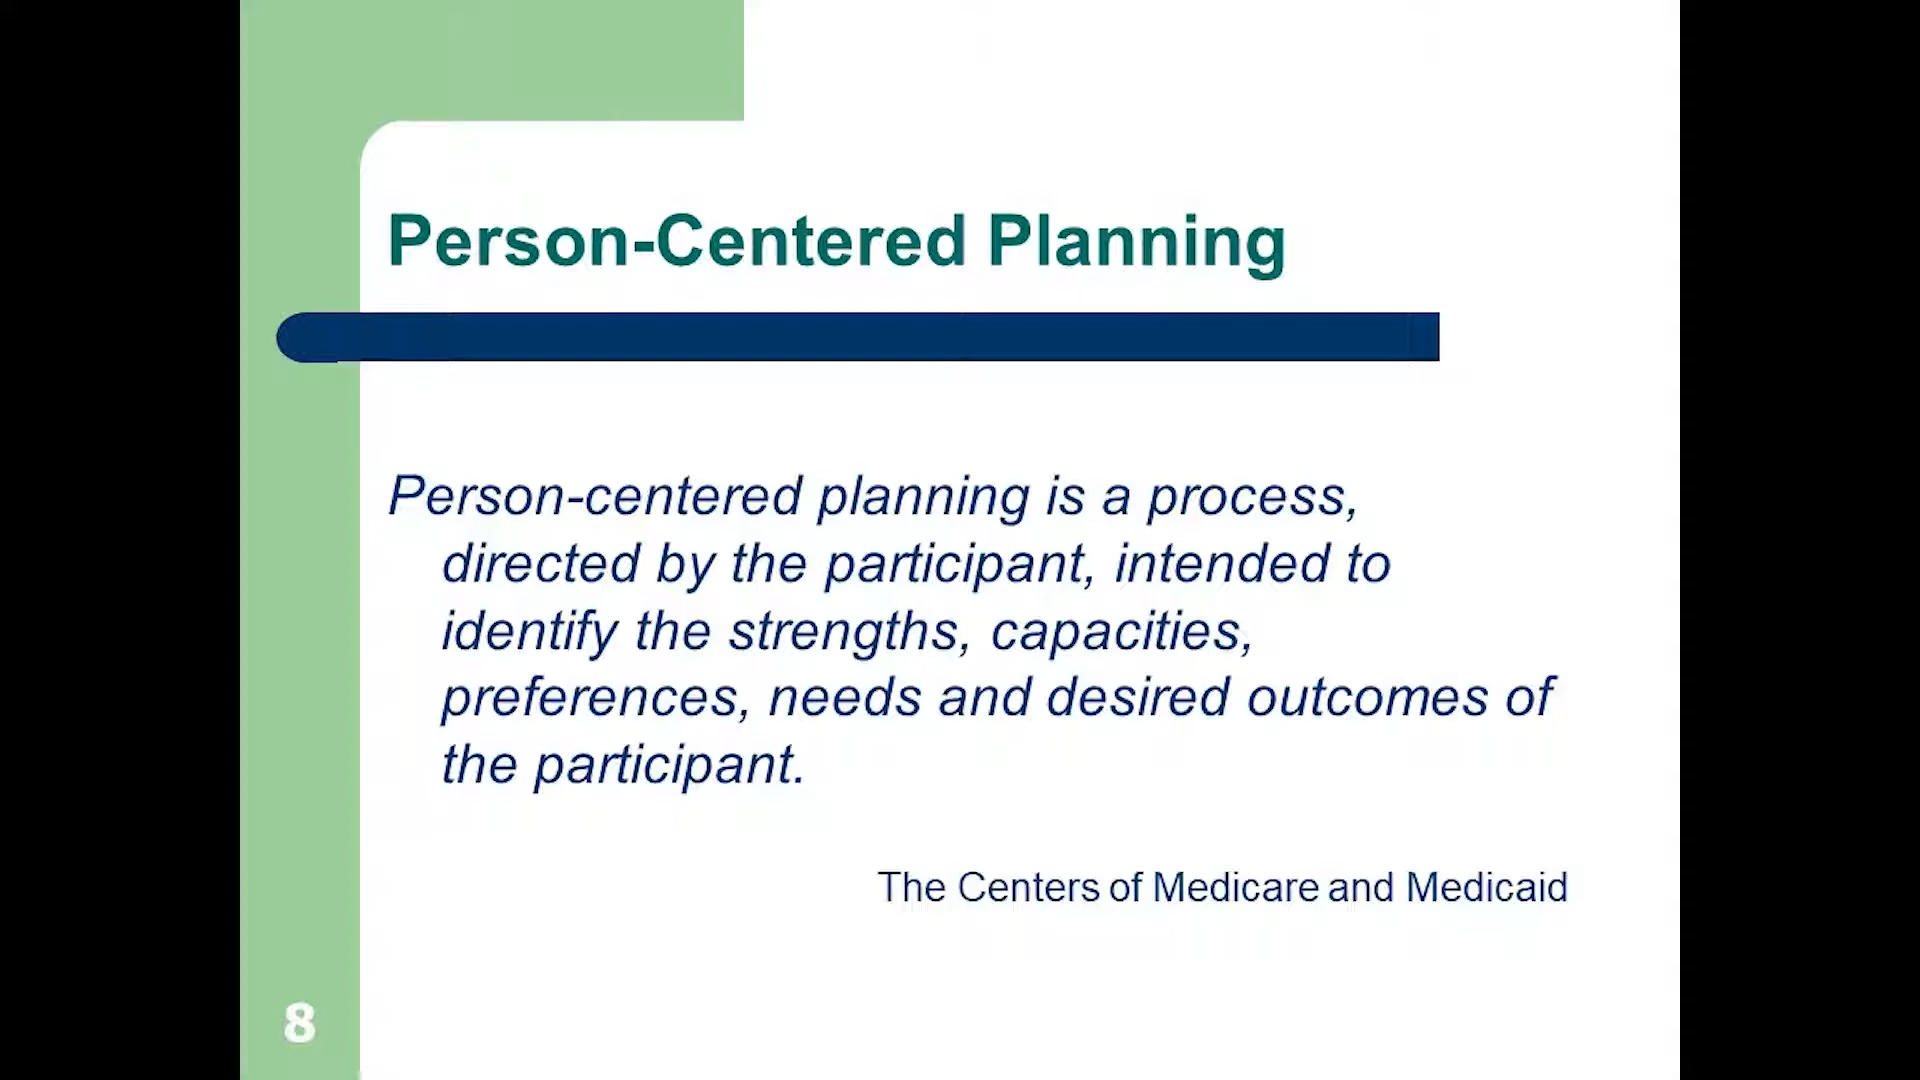 Person-Centered Planning
Person-centered planning is a process,
directed by the participant, intended to
identify the strengths, capacities,
preferences, needs and desired outcomes of
the participant.
The Centers of Medicare and Medicaid
8